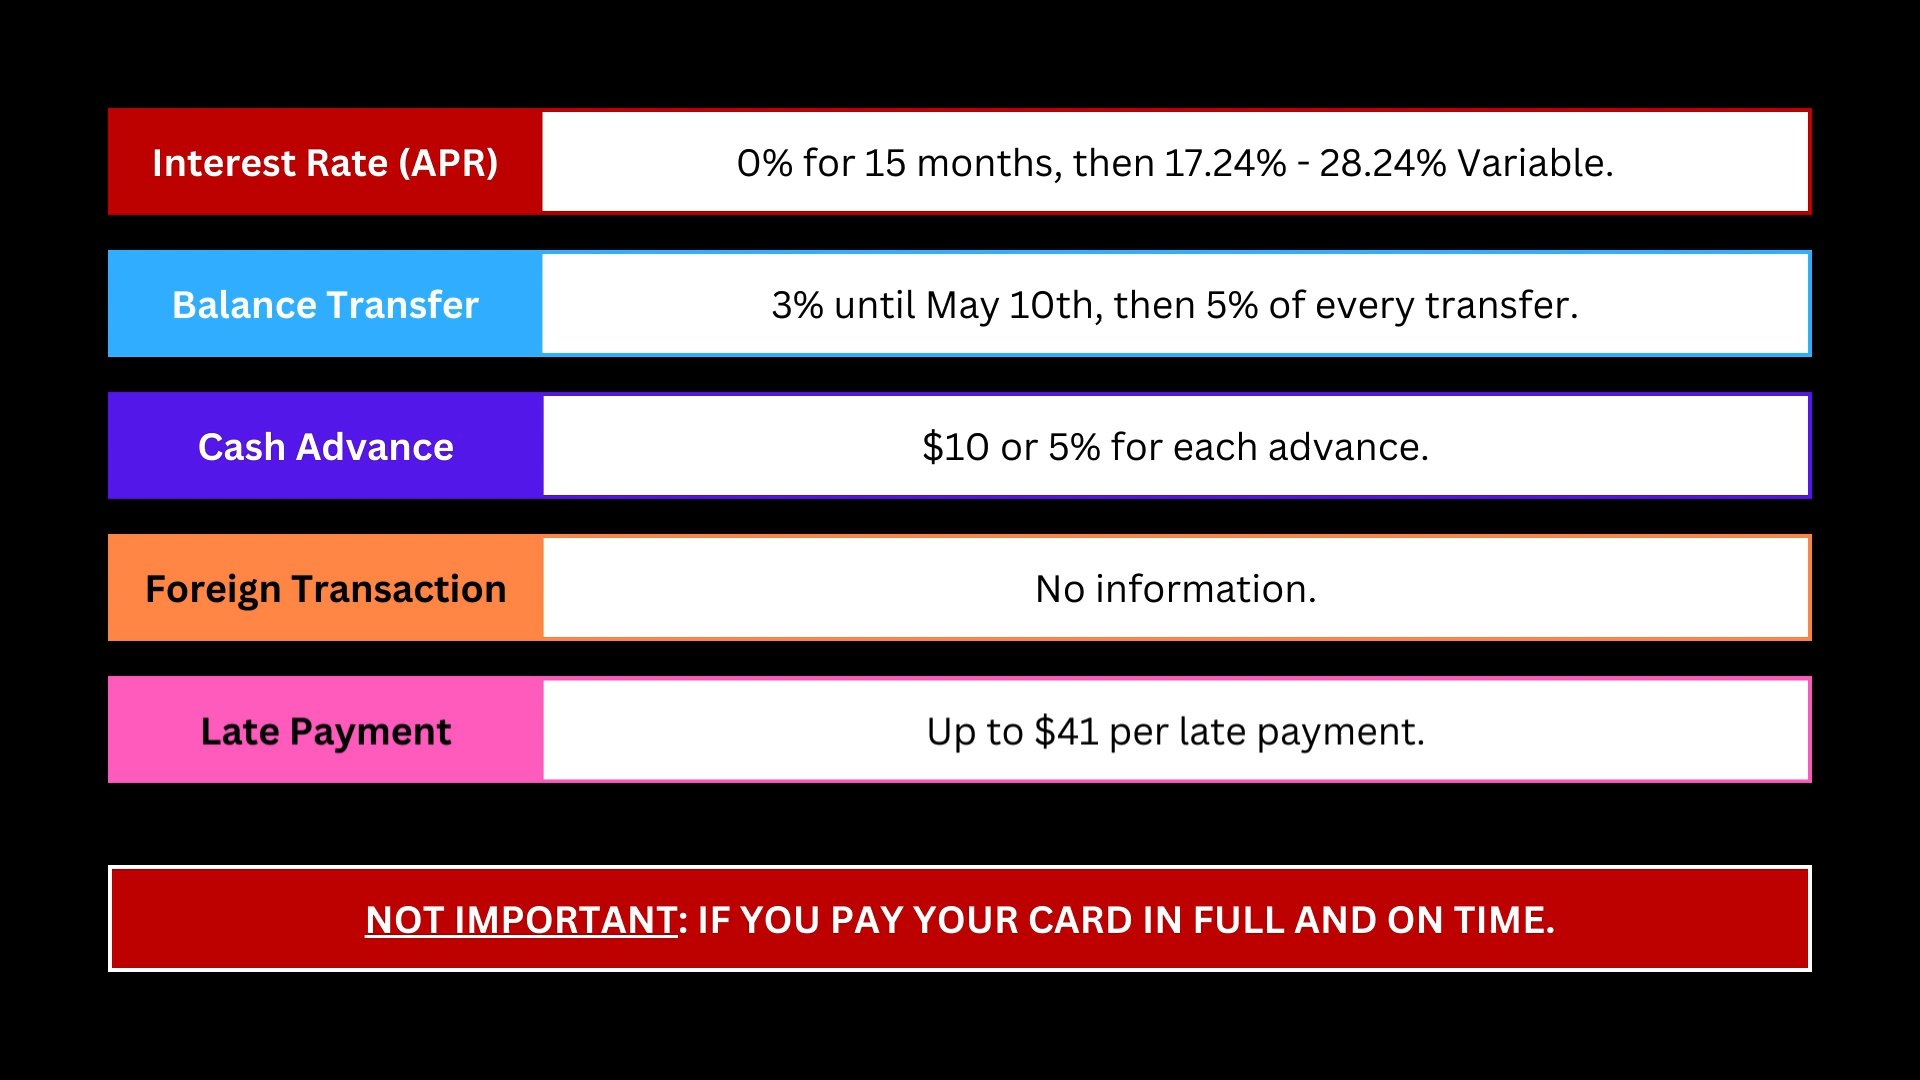 Interest Rate (APR)
0% for 15 months, then 17.24% - 28.24% Variable.
Balance Transfer
3% until May 10th, then 5% of every transfer.
Cash Advance
$10 or 5% for each advance.
Foreign Transaction
No information.
Late Payment
Up to $41 per late payment.
NOT IMPORTANT: IF YOU PAY YOUR CARD IN FULL AND ON TIME.